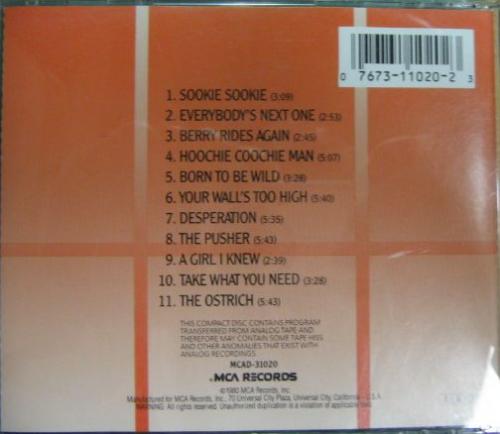 0 7673-11020-2 3
1. SOOKIE SOOKIE (3:09)
2. EVERYBODY'S NEXT ONE (2:53)
3. BERRY RIDES AGAIN (2:45)
4. HOOCHIE COOCHIE MAN (5:07)
5. BORN TO BE WILD (3:28)
6. YOUR WALL'S TOO HIGH (5:40)
7. DESPERATION (5:35)
8. THE PUSHER (5:43)
9. A GIRL I KNEW (2:39)
10. TAKE WHAT YOU NEED (3:28)
11. THE OSTRICH (5:43)
THIS COMPACT DISC CONTAINS PROGRAM
TRANSFERRED FROM ANALOG TAPE AND
THEREFORE MAY CONTAIN SOME TAPE HISS
AND OTHER ANOMALIES THAT EXIST WITH
ANALOG RECORDINGS.
MCAD-31020
MCA RECORDS
©1980 MCA Records, Inc.
Manufactured for MCA Records, Inc., 70 Universal City Plaza, Universal City, California - U.S.A.
WARNING: All rights reserved. Unauthorized duplication is a violation of applicable laws.